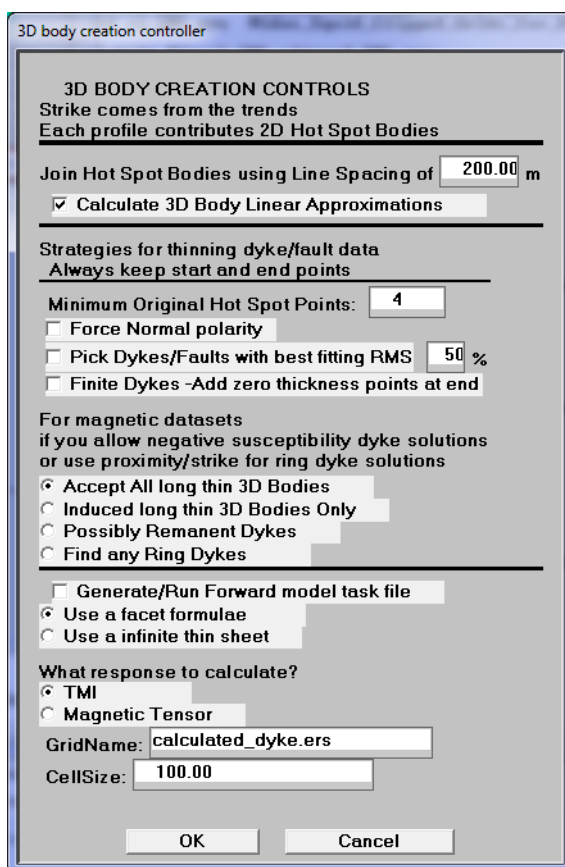 3D body creation controller
3D BODY CREATION CONTROLS
Strike comes from the trends
Each profile contributes 2D Hot Spot Bodies
Join Hot Spot Bodies using Line Spacing of 200.00 m
Calculate 3D Body Linear Approximations
Strategies for thinning dyke/fault data
Always keep start and end points
Minimum Original Hot Spot Points: 4
Force Normal polarity
Pick Dykes/Faults with best fitting RMS 50 %
Finite Dykes -Add zero thickness points at end
For magnetic datasets
if you allow negative susceptibility dyke solutions
or use proximity/strike for ring dyke solutions
Accept All long thin 3D Bodies
Induced long thin 3D Bodies Only
Possibly Remanent Dykes
Find any Ring Dykes
Generate/Run Forward model task file
Use a facet formulae
Use a infinite thin sheet
What response to calculate?
TMI
Magnetic Tensor
GridName: calculated_dyke.ers
CellSize: 100.00
OK Cancel